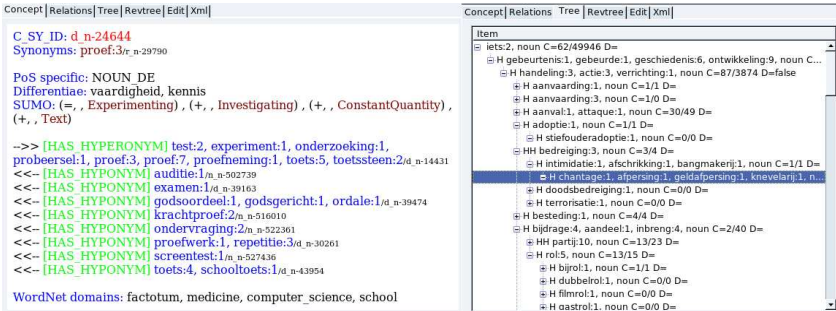 Concept Relations Tree Revtree Edit Xml
C_SY_ID: d_n-24644
Synonyms: proef:3/r_n-29790
PoS specific: NOUN_DE
Differentiae: vaardigheid, kennis
SUMO: (=, , Experimenting) , (+, , Investigating) , (+, , ConstantQuantity) ,
(+, , Text)
-->> [HAS_HYPERONYM] test:2, experiment:1, onderzoeking:1,
probeersel:1, proef:3, proef:7, proefneming:1, toets:5, toetssteen:2/d_n-14431
<<-- [HAS_HYPONYM] auditie:1/n_n-502739
<<-- [HAS_HYPONYM] examen:1/d_n-39163
<<-- [HAS_HYPONYM] godsoordeel:1, godsgericht:1, ordale:1/d_n-39474
<<-- [HAS_HYPONYM] krachtproef:2/n_n-516010
<<-- [HAS_HYPONYM] ondervraging:2/n_n-522361
<<-- [HAS_HYPONYM] proefwerk:1, repetitie:3/d_n-30261
<<-- [HAS_HYPONYM] screentest:1/n_n-527436
<<-- [HAS_HYPONYM] toets:4, schooltoets:1/d_n-43954
WordNet domains: factotum, medicine, computer_science, school
Concept Relations Tree Revtree Edit Xml
Item
iets:2, noun C=62/49946 D=
H gebeurtenis:1, gebeurde:1, geschiedenis:6, ontwikkeling:9, noun C...
H handeling:3, actie:3, verrichting:1, noun C=87/3874 D=false
H aanvaarding:1, noun C=1/1 D=
H aanvaarding:3, noun C=1/0 D=
H aanval:1, attaque:1, noun C=30/49 D=
H adoptie:1, noun C=1/1 D=
H stiefouderadoptie:1, noun C=0/0 D=
HH bedreiging:3, noun C=3/4 D=
H intimidatie:1, afschrikking:1, bangmakerij:1, noun C=1/1 D=
H chantage:1, afpersing:1, geldafpersing:1, knevelarij:1, n...
H doodsbedreiging:1, noun C=0/0 D=
H terrorisatie:1, noun C=0/0 D=
H besteding:1, noun C=4/4 D=
H bijdrage:4, aandeel:1, inbreng:4, noun C=2/40 D=
HH partij:10, noun C=13/23 D=
H rol:5, noun C=13/15 D=
H bijrol:1, noun C=1/1 D=
H dubbelrol:1, noun C=0/0 D=
H filmrol:1, noun C=0/0 D=
H gastrol:1, noun C=0/0 D=